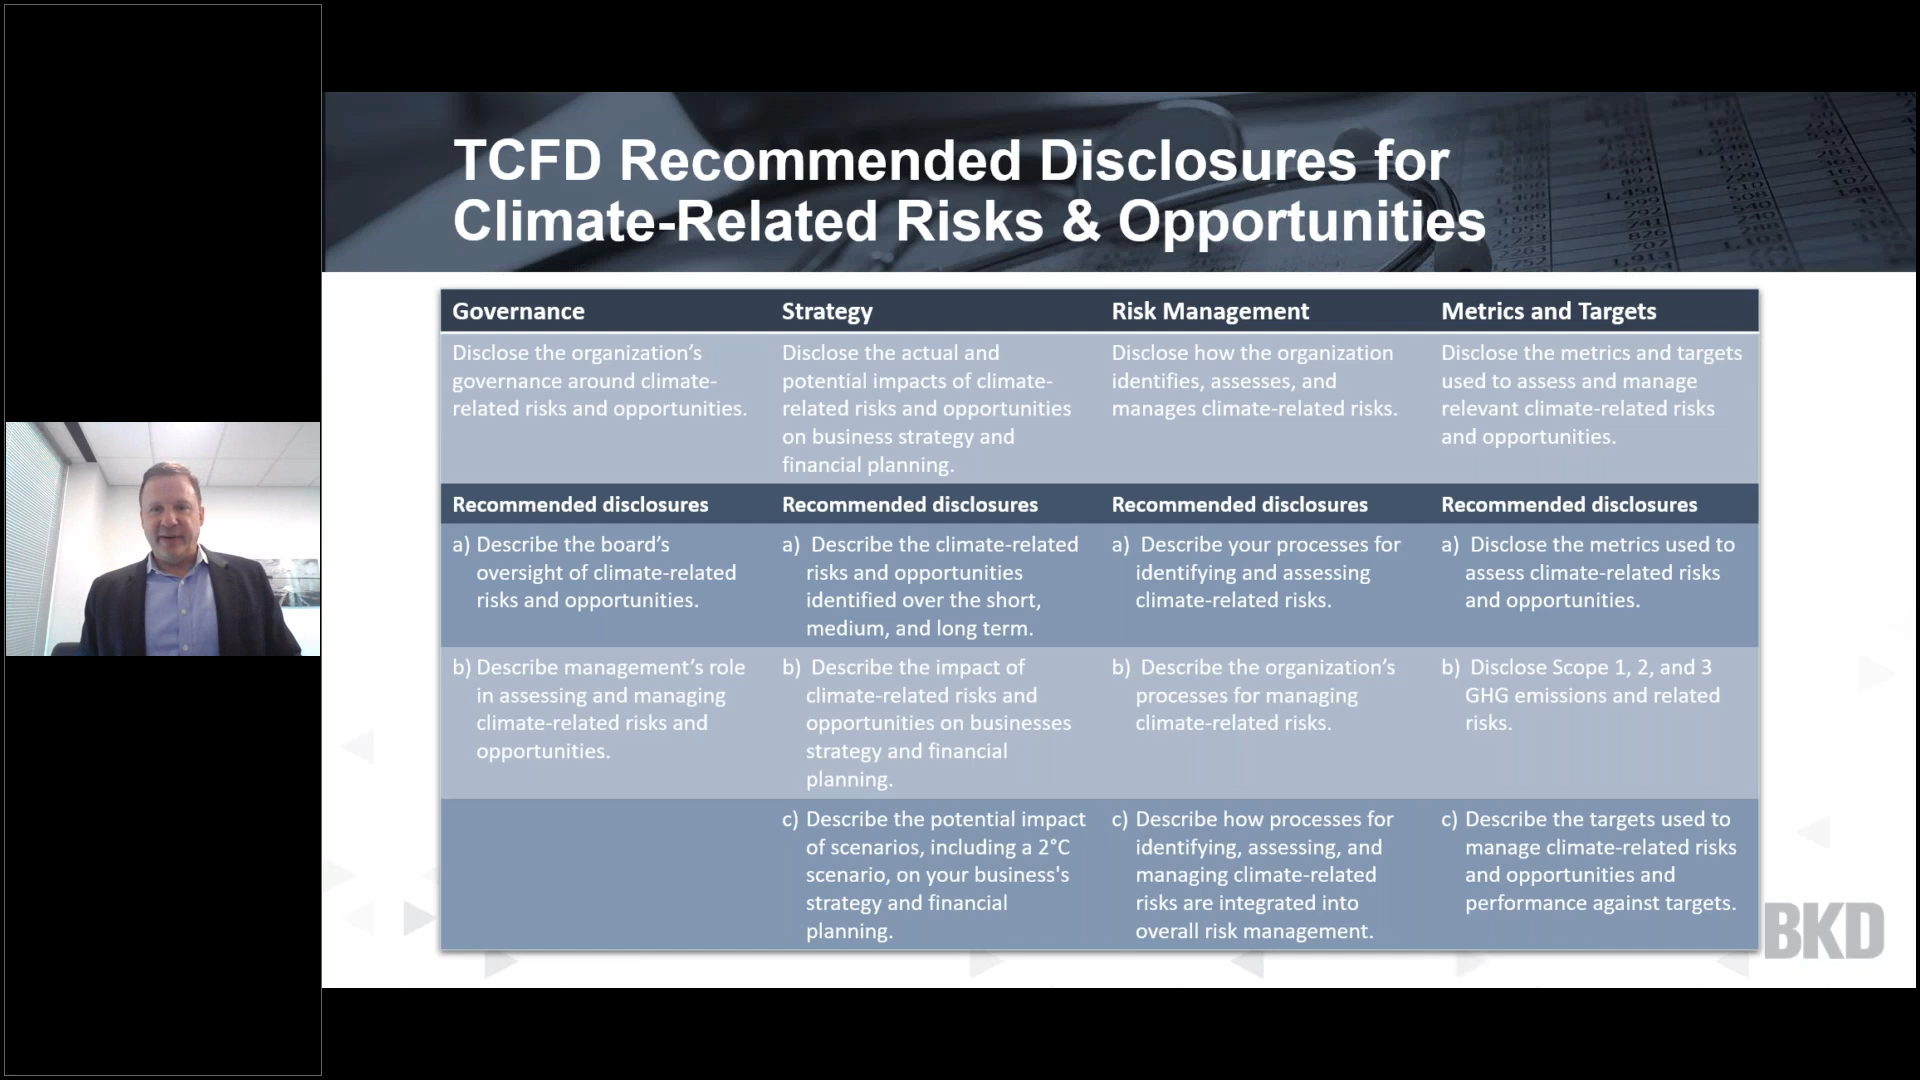 TCFD Recommended Disclosures for
Climate-Related Risks & Opportunities
Governance
Strategy
Risk Management
Metrics and Targets
Disclose the organization’s
governance around climate-
related risks and opportunities.
Disclose the actual and
potential impacts of climate-
related risks and opportunities
on business strategy and
financial planning.
Disclose how the organization
identifies, assesses, and
manages climate-related risks.
Disclose the metrics and targets
used to assess and manage
relevant climate-related risks
and opportunities.
Recommended disclosures
Recommended disclosures
Recommended disclosures
Recommended disclosures
a) Describe the board’s
oversight of climate-related
risks and opportunities.
a) Describe the climate-related
risks and opportunities
identified over the short,
medium, and long term.
a) Describe your processes for
identifying and assessing
climate-related risks.
a) Disclose the metrics used to
assess climate-related risks
and opportunities.
b) Describe management’s role
in assessing and managing
climate-related risks and
opportunities.
b) Describe the impact of
climate-related risks and
opportunities on businesses
strategy and financial
planning.
b) Describe the organization’s
processes for managing
climate-related risks.
b) Disclose Scope 1, 2, and 3
GHG emissions and related
risks.
c) Describe the potential impact
of scenarios, including a 2°C
scenario, on your business's
strategy and financial
planning.
c) Describe how processes for
identifying, assessing, and
managing climate-related
risks are integrated into
overall risk management.
c) Describe the targets used to
manage climate-related risks
and opportunities and
performance against targets.
BKD